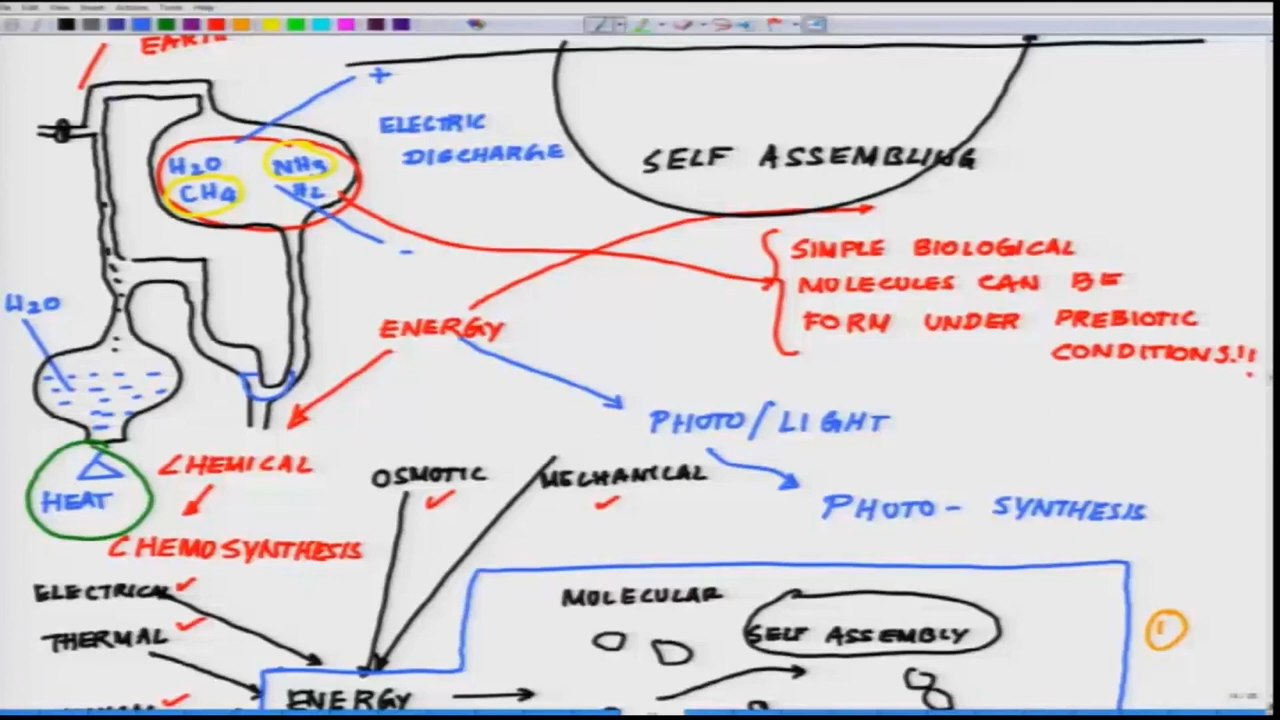 EARTH
+
ELECTRIC
DISCHARGE
H2O NH3
CH4 H2
-
SELF ASSEMBLING
SIMPLE BIOLOGICAL
MOLECULES CAN BE
FORM UNDER PREBIOTIC
CONDITIONS!!
H2O
ENERGY
PHOTO/LIGHT
HEAT
CHEMICAL
OSMOTIC
MECHANICAL
PHOTO - SYNTHESIS
CHEMOSYNTHESIS
ELECTRICAL
THERMAL
MOLECULAR
SELF ASSEMBLY
1
ENERGY